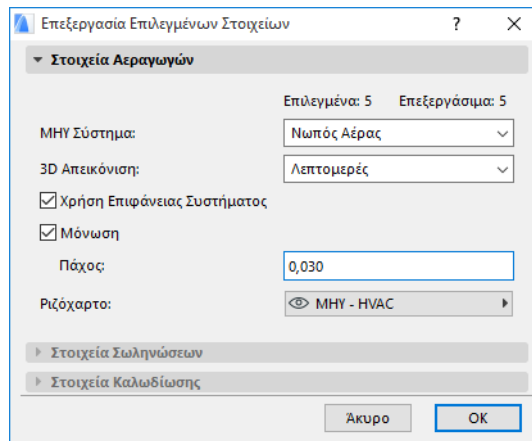 Επεξεργασία Επιλεγμένων Στοιχείων ? ×
Στοιχεία Αεραγωγών
Επιλεγμένα: 5 Επεξεργάσιμα: 5
ΜΗΥ Σύστημα: Νωπός Αέρας
3D Απεικόνιση: Λεπτομερές
Χρήση Επιφάνειας Συστήματος
Μόνωση
Πάχος: 0,030
Ριζόχαρτο: ΜΗΥ - HVAC
Στοιχεία Σωληνώσεων
Στοιχεία Καλωδίωσης
Άκυρο OK